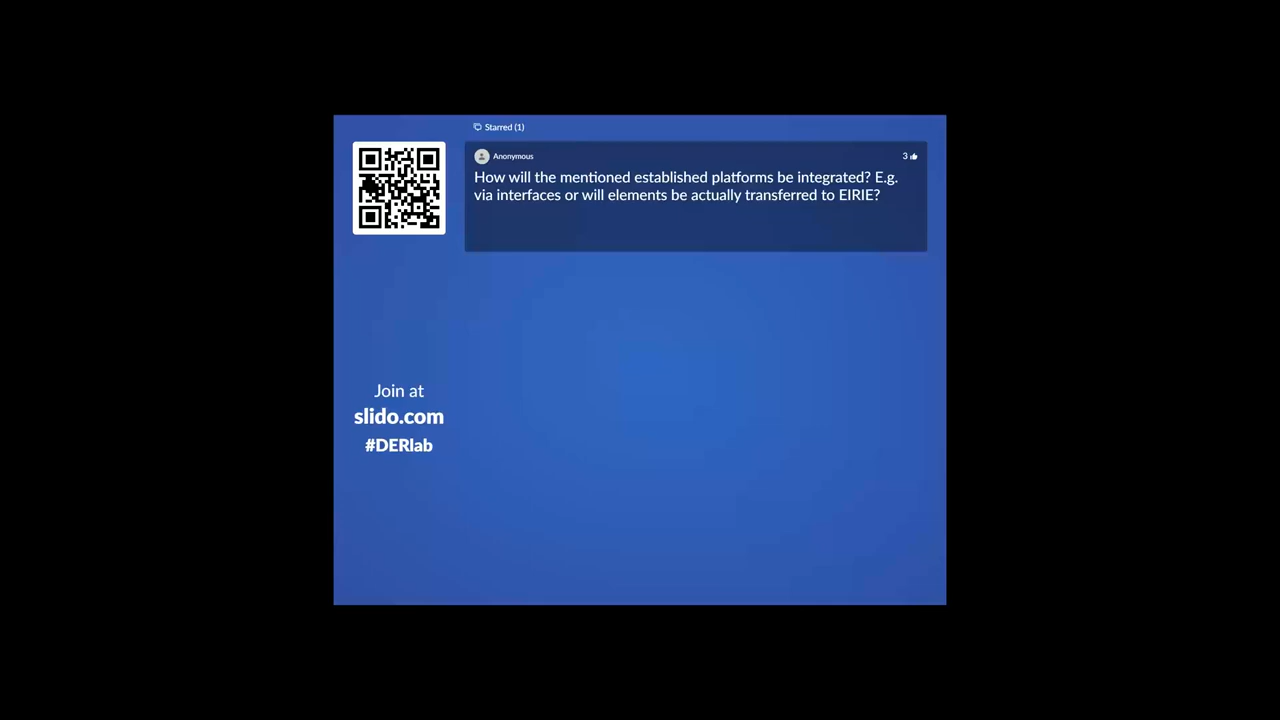 Starred (1)
Anonymous
3
How will the mentioned established platforms be integrated? E.g.
via interfaces or will elements be actually transferred to EIRIE?
Join at
slido.com
#DERlab